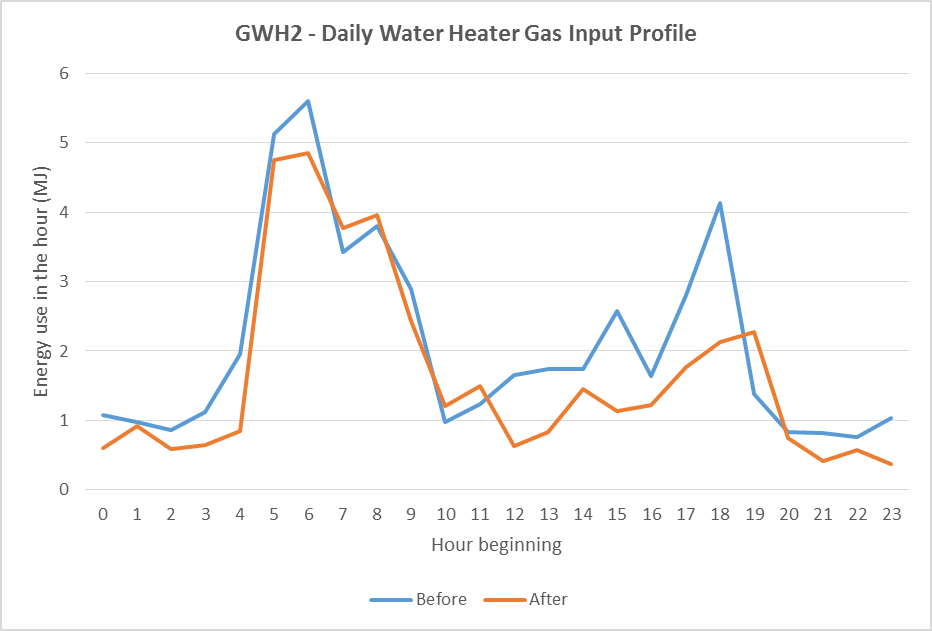 GWH2 - Daily Water Heater Gas Input Profile
6
5
4
3
2
1
0
Energy use in the hour (MJ)
0 1 2 3 4 5 6 7 8 9 10 11 12 13 14 15 16 17 18 19 20 21 22 23
Hour beginning
Before After